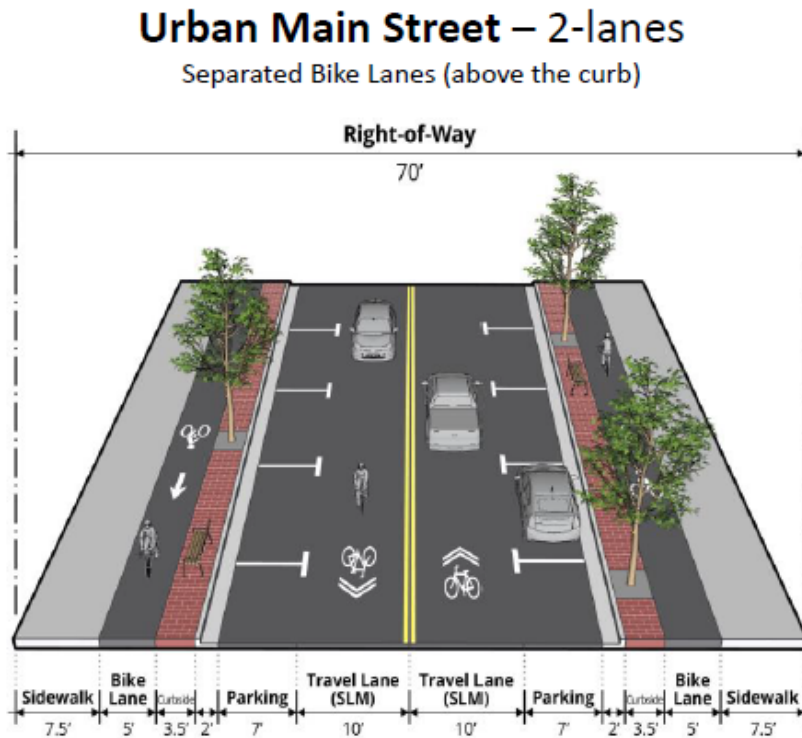 Urban Main Street – 2-lanes
Separated Bike Lanes (above the curb)
Right-of-Way
70'
Sidewalk
Bike Lane
Curbside
Parking
Travel Lane (SLM)
Travel Lane (SLM)
Parking
Curbside
Bike Lane
Sidewalk
7.5' 5' 3.5' 2' 7' 10' 10' 7' 2' 3.5' 5' 7.5'